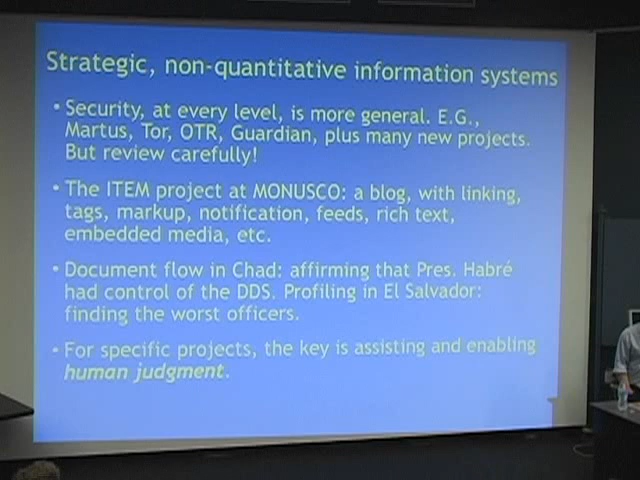 Strategic, non-quantitative information systems
• Security, at every level, is more general. E.G.,
Martus, Tor, OTR, Guardian, plus many new projects.
But review carefully!
• The ITEM project at MONUSCO: a blog, with linking,
tags, markup, notification, feeds, rich text,
embedded media, etc.
• Document flow in Chad: affirming that Pres. Habré
had control of the DDS. Profiling in El Salvador:
finding the worst officers.
• For specific projects, the key is assisting and enabling
human judgment.